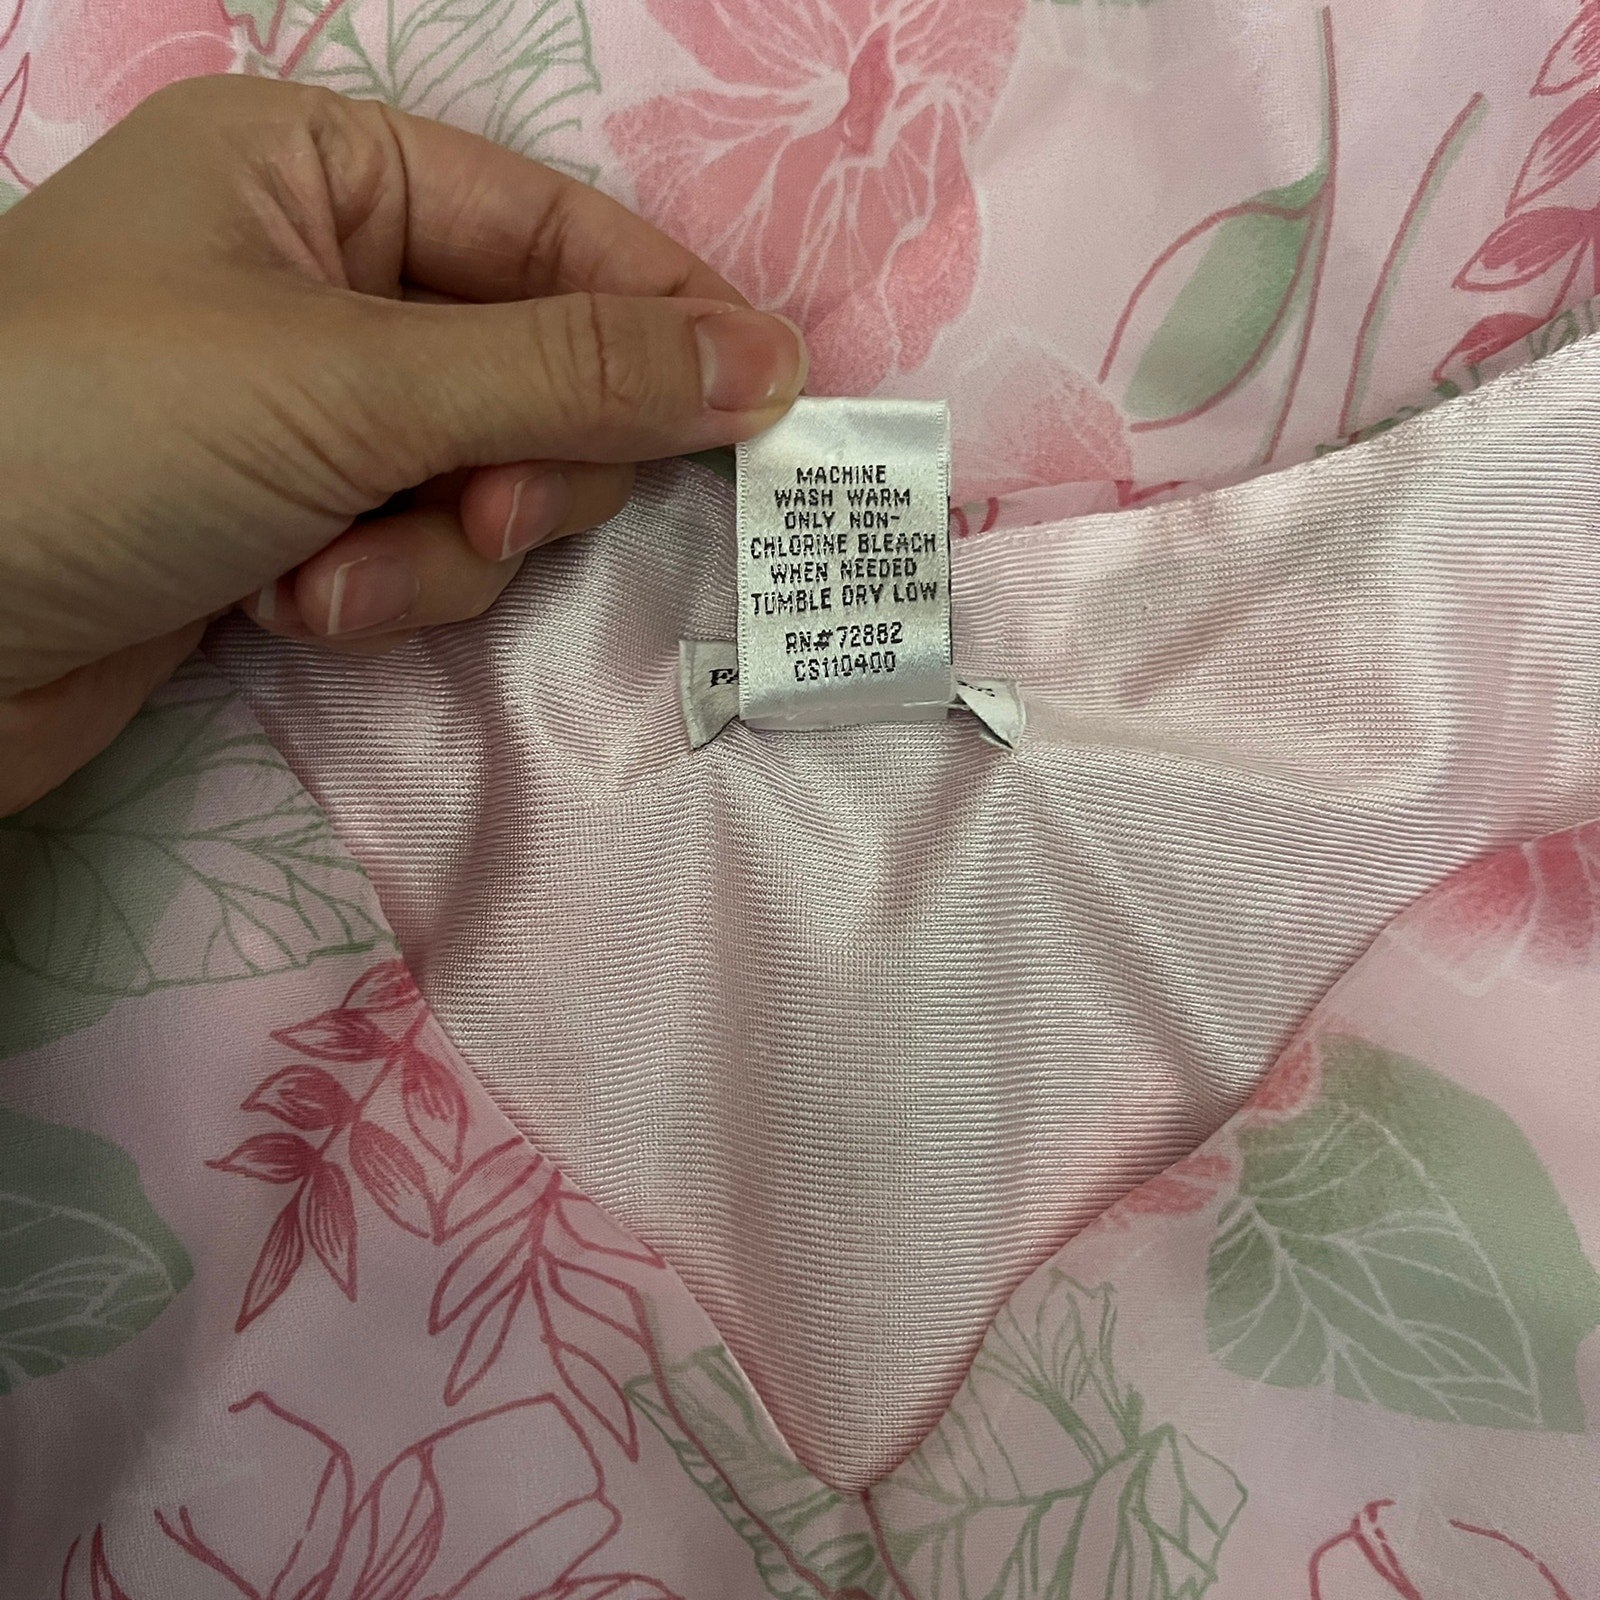 MACHINE
WASH WARM
ONLY NON-
CHLORINE BLEACH
WHEN NEEDED
TUMBLE DRY LOW
RN# 72882
CS110400